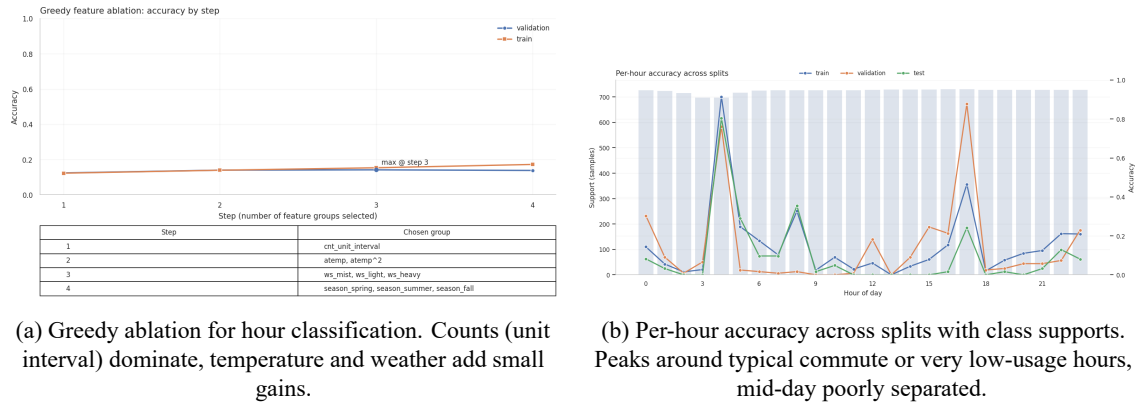 Greedy feature ablation: accuracy by step
validation
train
1.0
0.8
0.6
0.4
0.2
0.0
Accuracy
max @ step 3
1 2 3 4
Step (number of feature groups selected)
Step Chosen group
1 cnt_unit_interval
2 atemp, atemp^2
3 ws_mist, ws_light, ws_heavy
4 season_spring, season_summer, season_fall
(a) Greedy ablation for hour classification. Counts (unit
interval) dominate, temperature and weather add small
gains.
Per-hour accuracy across splits
train validation test
700
600
500
400
300
200
100
0
Support (samples)
1.0
0.8
0.6
0.4
0.2
0.0
Accuracy
0 3 6 9 12 15 18 21
Hour of day
(b) Per-hour accuracy across splits with class supports.
Peaks around typical commute or very low-usage hours,
mid-day poorly separated.